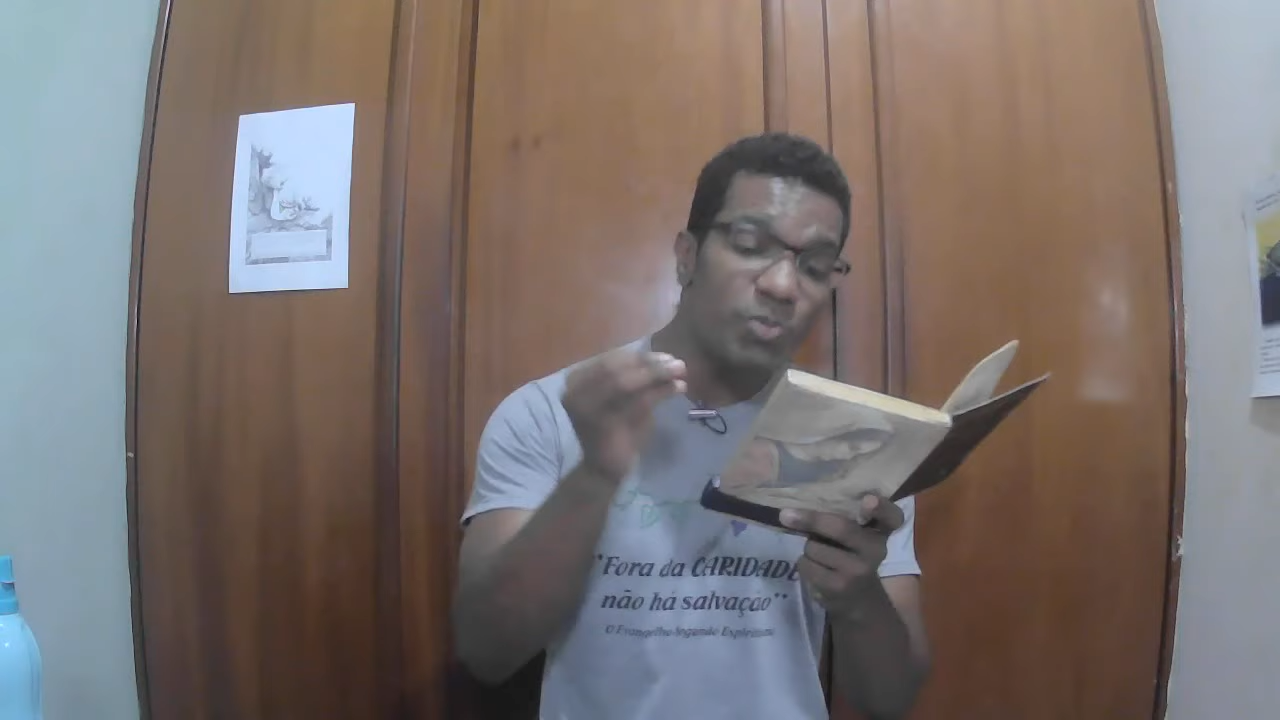 "Fora da CARIDADE
não há salvação"
O Evangelho Segundo Espiritismo